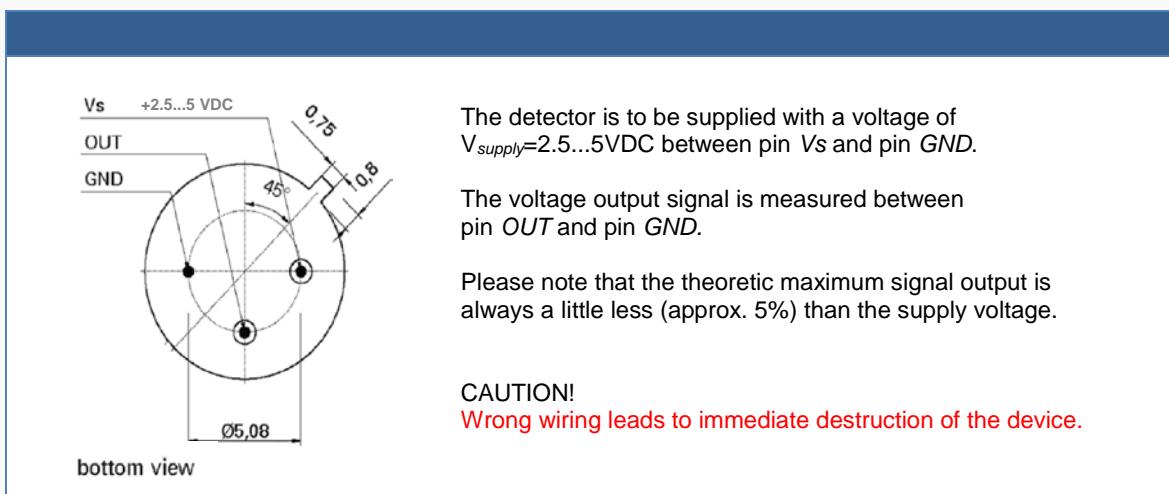 Vs +2.5...5 VDC
OUT
GND
0,75
0,8
45°
Ø5,08
bottom view
The detector is to be supplied with a voltage of
Vsupply=2.5...5VDC between pin Vs and pin GND.
The voltage output signal is measured between
pin OUT and pin GND.
Please note that the theoretic maximum signal output is
always a little less (approx. 5%) than the supply voltage.
CAUTION!
Wrong wiring leads to immediate destruction of the device.